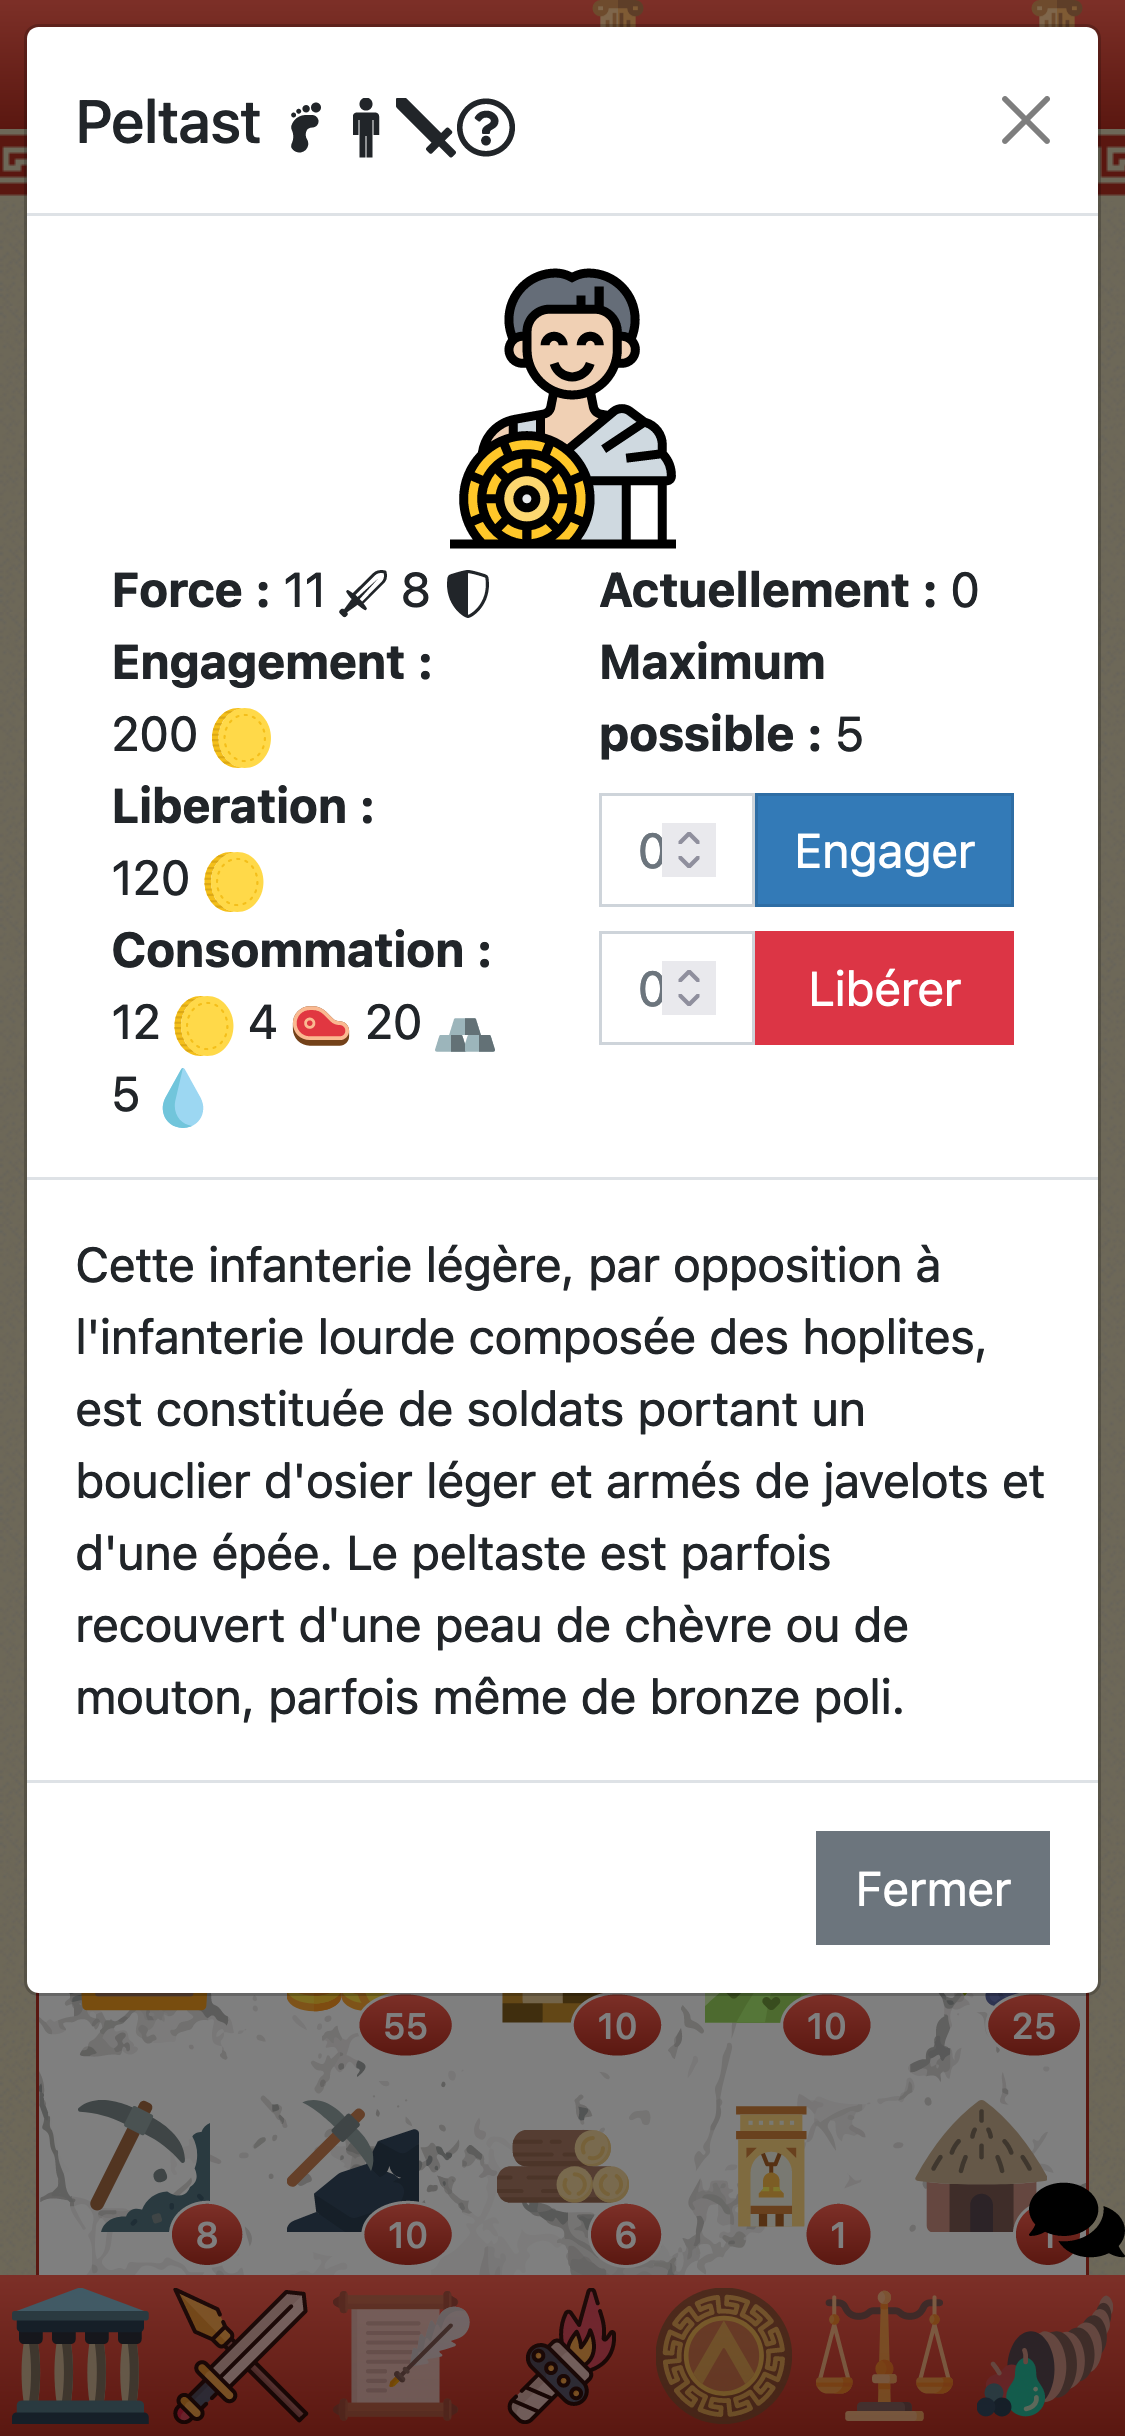 Peltast
Force : 11 8
Engagement :
200
Liberation :
120
Consommation :
12 4 20
5
Actuellement : 0
Maximum
possible : 5
0 Engager
0 Libérer
Cette infanterie légère, par opposition à
l'infanterie lourde composée des hoplites,
est constituée de soldats portant un
bouclier d'osier léger et armés de javelots et
d'une épée. Le peltaste est parfois
recouvert d'une peau de chèvre ou de
mouton, parfois même de bronze poli.
Fermer
55 10 10 25
8 10 6 1 1